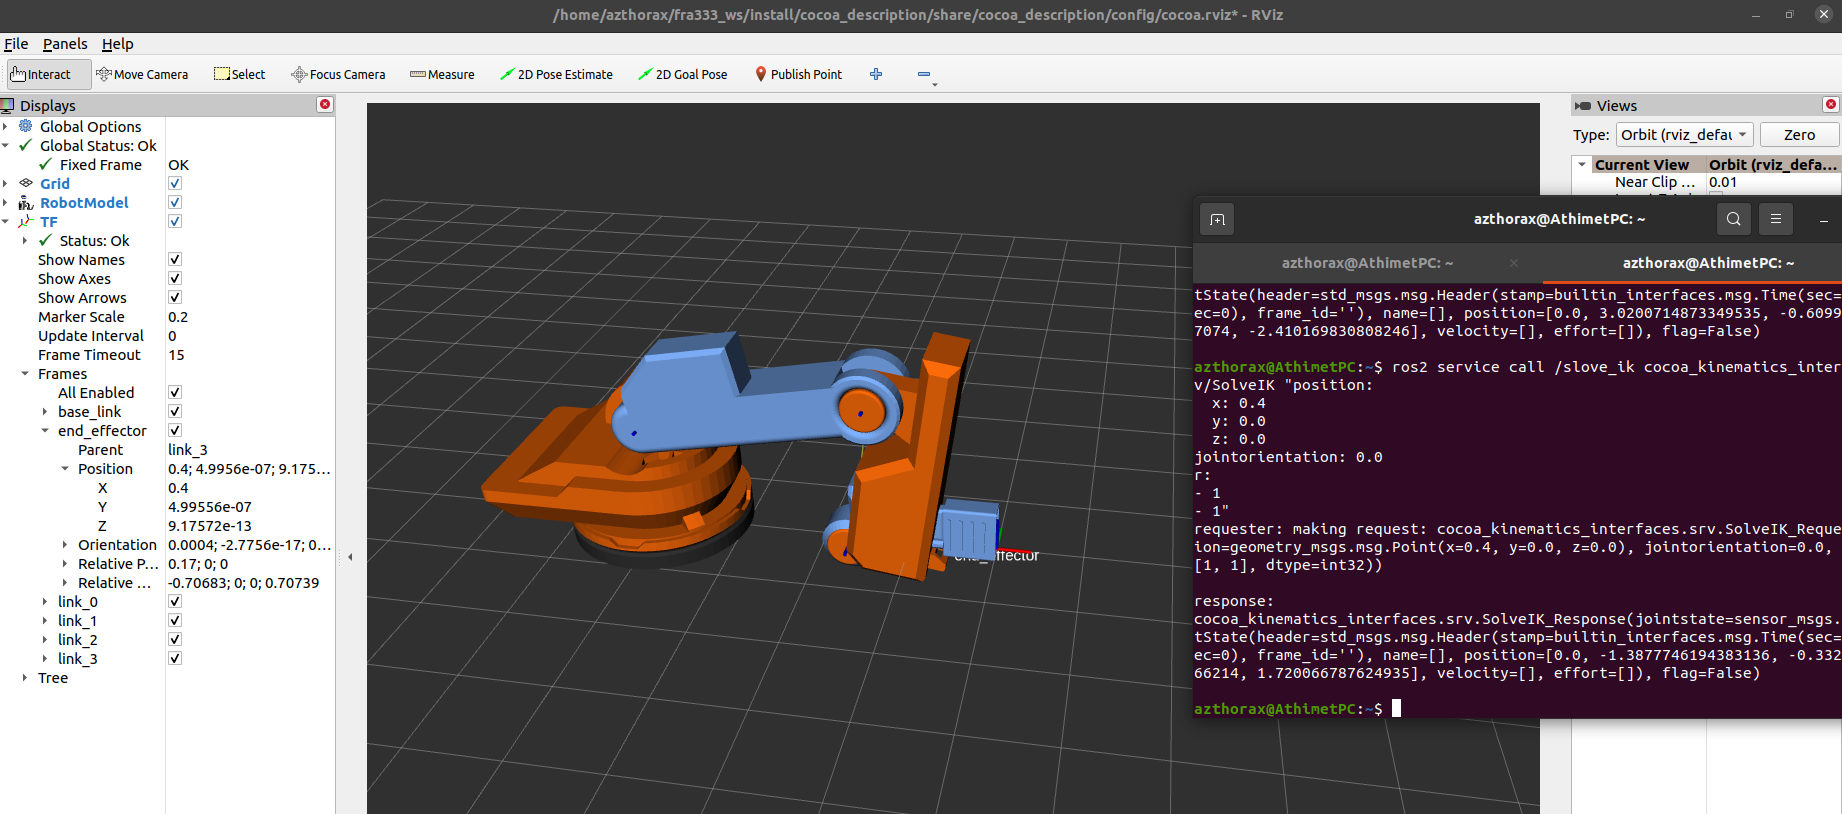 /home/azthorax/fra333_ws/install/cocoa_description/share/cocoa_description/config/cocoa.rviz* - RViz
File Panels Help
Interact Move Camera Select Focus Camera Measure 2D Pose Estimate 2D Goal Pose Publish Point
Displays
Global Options
Global Status: Ok
Fixed Frame OK
Grid
RobotModel
TF
Status: Ok
Show Names
Show Axes
Show Arrows
Marker Scale 0.2
Update Interval 0
Frame Timeout 15
Frames
All Enabled
base_link
end_effector
Parent link_3
Position 0.4; 4.9956e-07; 9.175...
X 0.4
Y 4.99556e-07
Z 9.17572e-13
Orientation 0.0004; -2.7756e-17; 0...
Relative P... 0.17; 0; 0
Relative ... -0.70683; 0; 0; 0.70739
link_0
link_1
link_2
link_3
Tree
end_effector
Views
Type: Orbit (rviz_defau Zero
Current View Orbit (rviz_defa...
Near Clip ... 0.01
azthorax@AthimetPC: ~
azthorax@AthimetPC: ~ × azthorax@AthimetPC: ~
tState(header=std_msgs.msg.Header(stamp=builtin_interfaces.msg.Time(sec=
ec=0), frame_id=''), name=[], position=[0.0, 3.0200714873349535, -0.6099
7074, -2.410169830808246], velocity=[], effort=[]), flag=False)
azthorax@AthimetPC:~$ ros2 service call /slove_ik cocoa_kinematics_inter
v/SolveIK "position:
x: 0.4
y: 0.0
z: 0.0
jointorientation: 0.0
r:
- 1
- 1"
requester: making request: cocoa_kinematics_interfaces.srv.SolveIK_Reque
ion=geometry_msgs.msg.Point(x=0.4, y=0.0, z=0.0), jointorientation=0.0,
[1, 1], dtype=int32))
response:
cocoa_kinematics_interfaces.srv.SolveIK_Response(jointstate=sensor_msgs.
tState(header=std_msgs.msg.Header(stamp=builtin_interfaces.msg.Time(sec=
ec=0), frame_id=''), name=[], position=[0.0, -1.3877746194383136, -0.332
66214, 1.720066787624935], velocity=[], effort=[]), flag=False)
azthorax@AthimetPC:~$